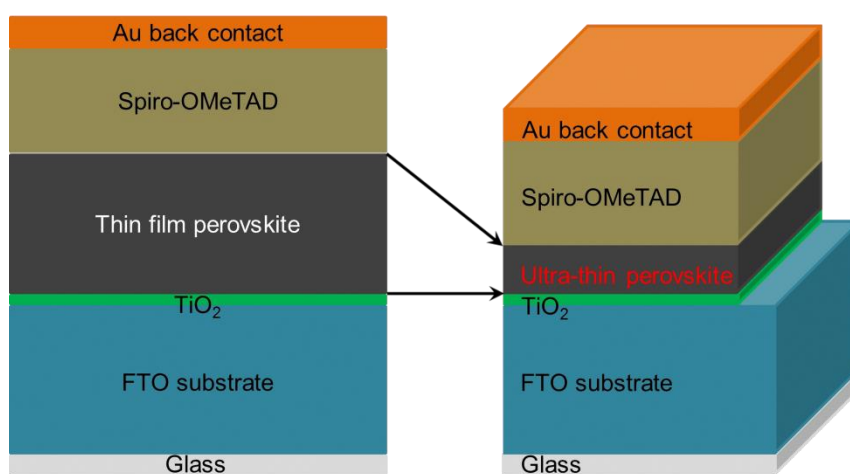 Au back contact
Spiro-OMeTAD
Thin film perovskite
TiO₂
FTO substrate
Glass
Au back contact
Spiro-OMeTAD
Ultra-thin perovskite
TiO₂
FTO substrate
Glass